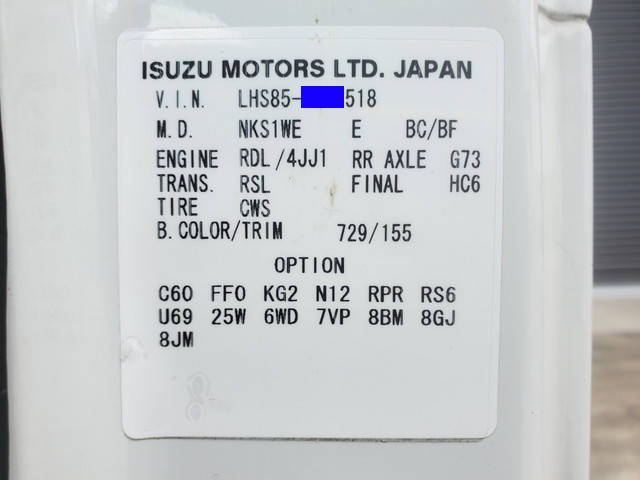 ISUZU MOTORS LTD. JAPAN
V.I.N. LHS85- 518
M.D. NKS1WE E BC/BF
ENGINE RDL/4JJ1 RR AXLE G73
TRANS. RSL FINAL HC6
TIRE CWS
B.COLOR/TRIM 729/155
OPTION
C60 FF0 KG2 N12 RPR RS6
U69 25W 6WD 7VP 8BM 8GJ
8JM